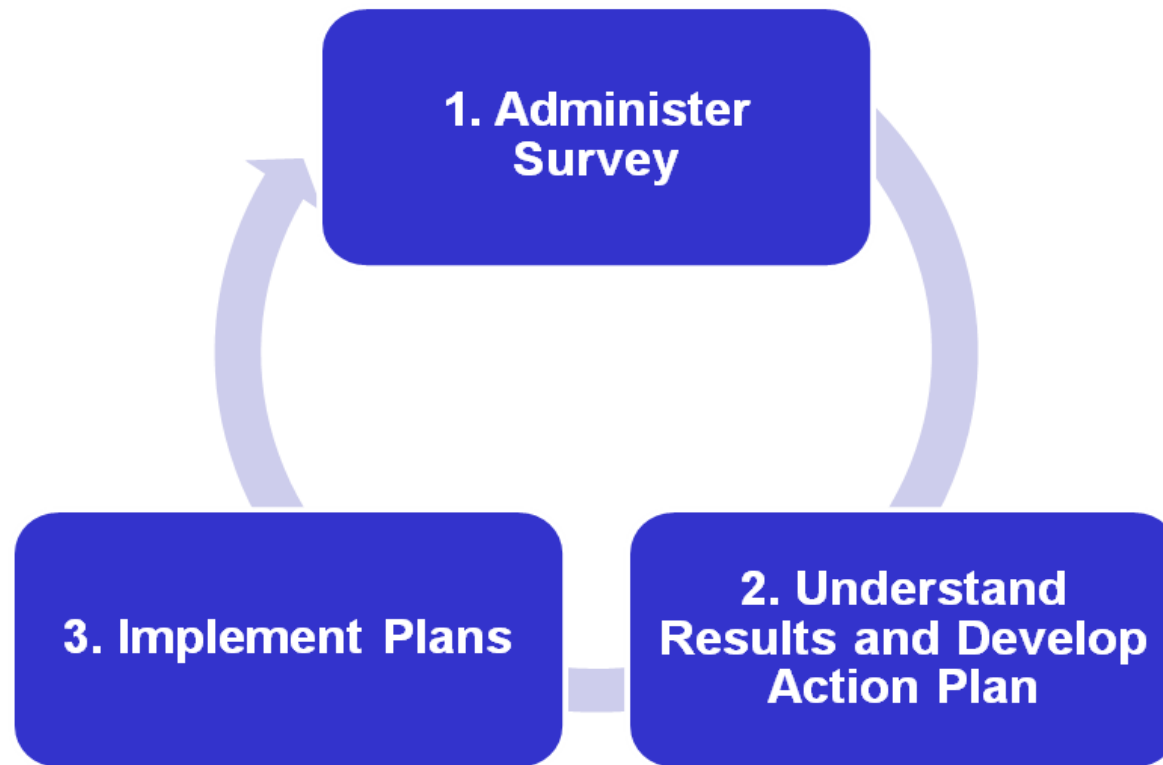 1. Administer
Survey
2. Understand
Results and Develop
Action Plan
3. Implement Plans